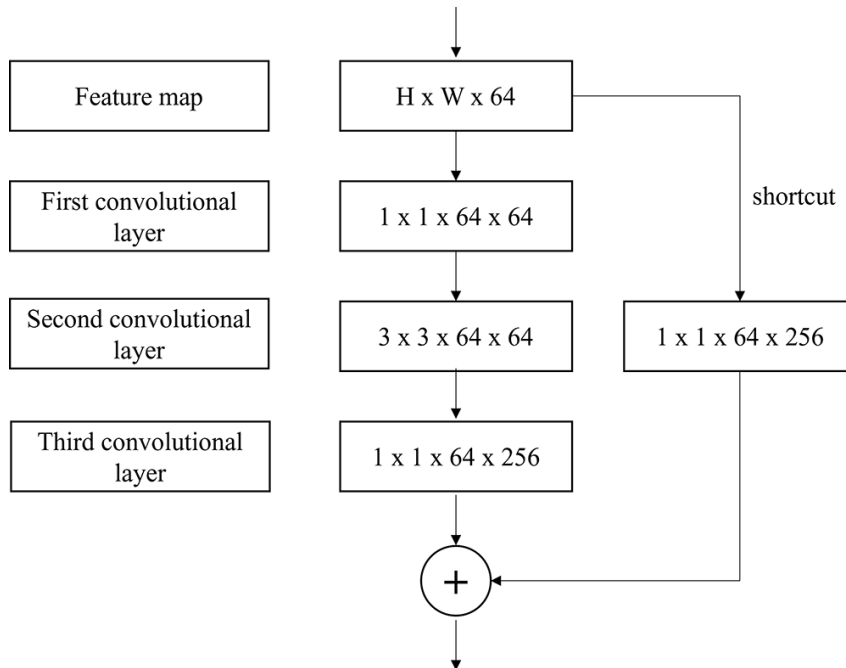 Feature map
H x W x 64
First convolutional
layer
1 x 1 x 64 x 64
shortcut
Second convolutional
layer
3 x 3 x 64 x 64
1 x 1 x 64 x 256
Third convolutional
layer
1 x 1 x 64 x 256
+